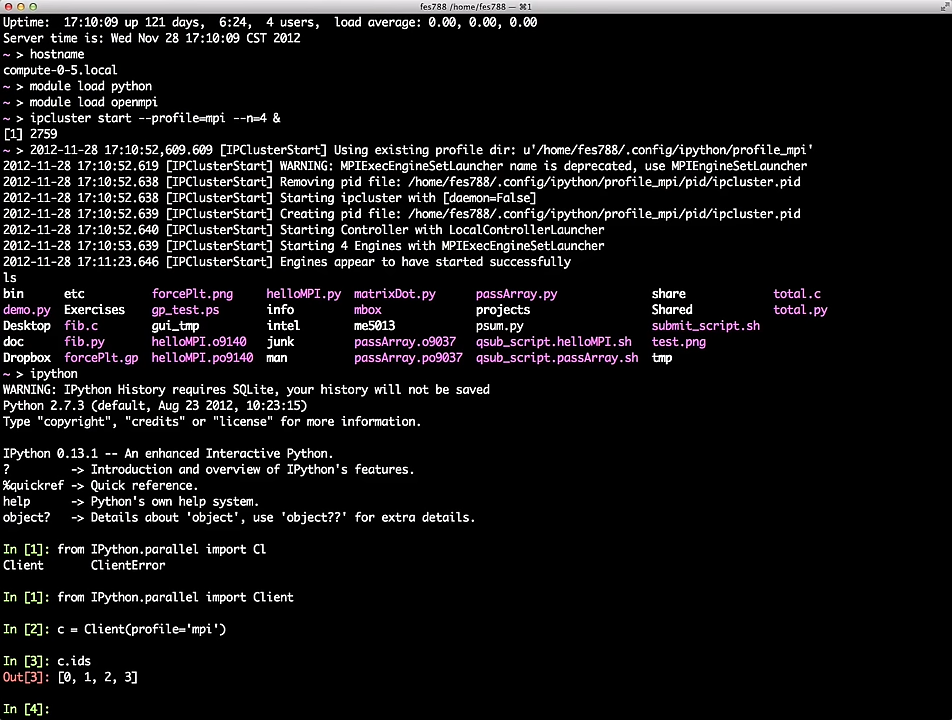 fes788 /home/fes788 — ⌘1
Uptime:  17:10:09 up 121 days,  6:24,  4 users,  load average: 0.00, 0.00, 0.00
Server time is: Wed Nov 28 17:10:09 CST 2012
~ > hostname
compute-0-5.local
~ > module load python
~ > module load openmpi
~ > ipcluster start --profile=mpi --n=4 &
[1] 2759
~ > 2012-11-28 17:10:52,609.609 [IPClusterStart] Using existing profile dir: u'/home/fes788/.config/ipython/profile_mpi'
2012-11-28 17:10:52.619 [IPClusterStart] WARNING: MPIExecEngineSetLauncher name is deprecated, use MPIEngineSetLauncher
2012-11-28 17:10:52.638 [IPClusterStart] Removing pid file: /home/fes788/.config/ipython/profile_mpi/pid/ipcluster.pid
2012-11-28 17:10:52.638 [IPClusterStart] Starting ipcluster with [daemon=False]
2012-11-28 17:10:52.639 [IPClusterStart] Creating pid file: /home/fes788/.config/ipython/profile_mpi/pid/ipcluster.pid
2012-11-28 17:10:52.640 [IPClusterStart] Starting Controller with LocalControllerLauncher
2012-11-28 17:10:53.639 [IPClusterStart] Starting 4 Engines with MPIExecEngineSetLauncher
2012-11-28 17:11:23.646 [IPClusterStart] Engines appear to have started successfully
ls
bin      etc        forcePlt.png     helloMPI.py  matrixDot.py      passArray.py              share             total.c
demo.py  Exercises  gp_test.ps       info         mbox              projects                  Shared            total.py
Desktop  fib.c      gui_tmp          intel        me5013            psum.py                   submit_script.sh
doc      fib.py     helloMPI.o9140   junk         passArray.o9037   qsub_script.helloMPI.sh   test.png
Dropbox  forcePlt.gp  helloMPI.po9140  man        passArray.po9037  qsub_script.passArray.sh  tmp
~ > ipython
WARNING: IPython History requires SQLite, your history will not be saved
Python 2.7.3 (default, Aug 23 2012, 10:23:15)
Type "copyright", "credits" or "license" for more information.
IPython 0.13.1 -- An enhanced Interactive Python.
?         -> Introduction and overview of IPython's features.
%quickref -> Quick reference.
help      -> Python's own help system.
object?   -> Details about 'object', use 'object??' for extra details.
In [1]: from IPython.parallel import Cl
Client       ClientError
In [1]: from IPython.parallel import Client
In [2]: c = Client(profile='mpi')
In [3]: c.ids
Out[3]: [0, 1, 2, 3]
In [4]: